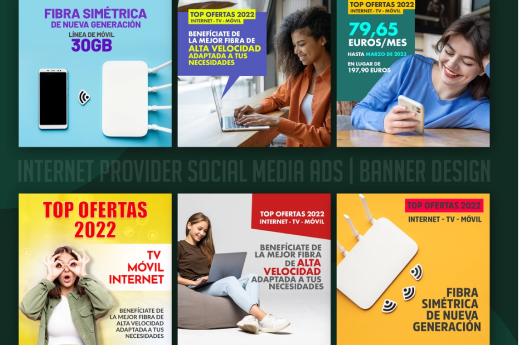 FIBRA SIMÉTRICA
DE NUEVA GENERACIÓN
LÍNEA DE MÓVIL
30GB
TOP OFERTAS 2022
INTERNET - TV - MÓVIL
BENEFÍCIATE DE
LA MEJOR FIBRA DE
ALTA VELOCIDAD
ADAPTADA A TUS
NECESIDADES
TOP OFERTAS 2022
INTERNET - TV - MÓVIL
79,65
EUROS/MES
HASTA MARZO DE 2023
EN LUGAR DE
197,90 EUROS
INTERNET PROVIDER SOCIAL MEDIA ADS | BANNER DESIGN
TOP OFERTAS
2022
TV
MÓVIL
INTERNET
BENEFÍCIATE DE
LA MEJOR FIBRA DE
ALTA VELOCIDAD
ADAPTADA A TUS
NECESIDADES
TOP OFERTAS 2022
INTERNET - TV - MÓVIL
BENEFÍCIATE DE
LA MEJOR FIBRA
DE ALTA
VELOCIDAD
ADAPTADA A TUS
NECESIDADES
TOP OFERTAS 2022
INTERNET - TV - MÓVIL
FIBRA
SIMÉTRICA
DE NUEVA
GENERACIÓN